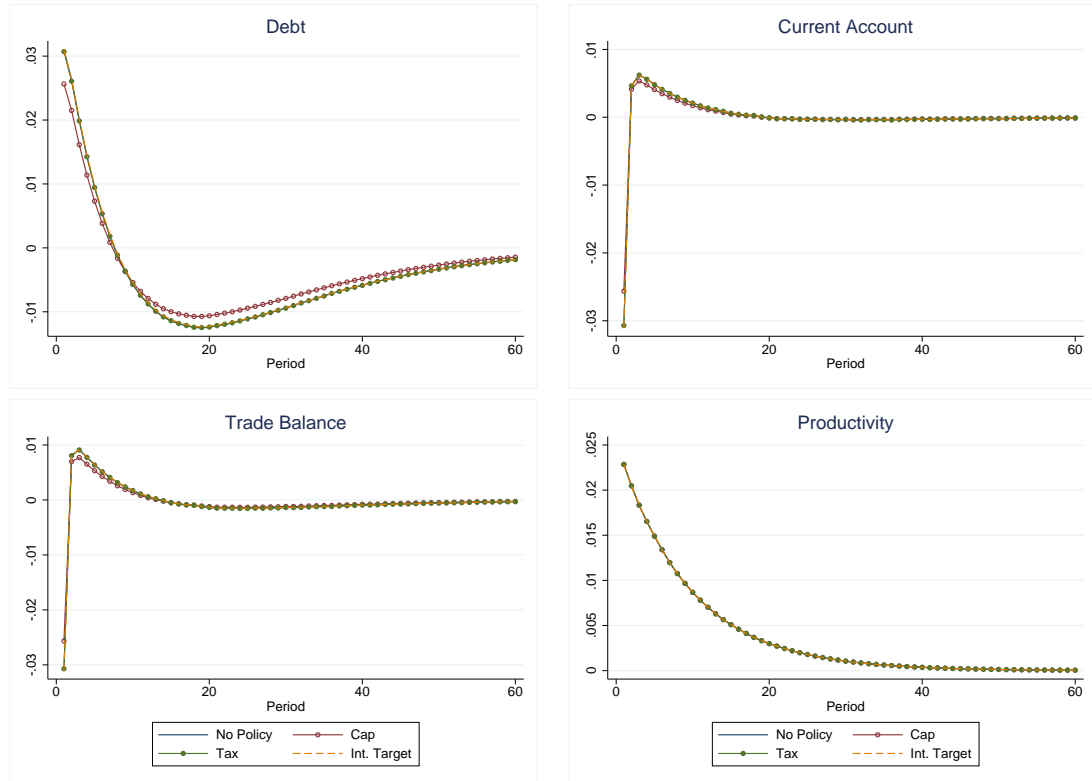 Debt
.03
.02
.01
0
-.01
0 20 40 60
Period
Current Account
.01
0
-.01
-.02
-.03
0 20 40 60
Period
Trade Balance
.01
0
-.01
-.02
-.03
0 20 40 60
Period
No Policy Cap
Tax Int. Target
Productivity
.025
.02
.015
.01
.005
0
0 20 40 60
Period
No Policy Cap
Tax Int. Target